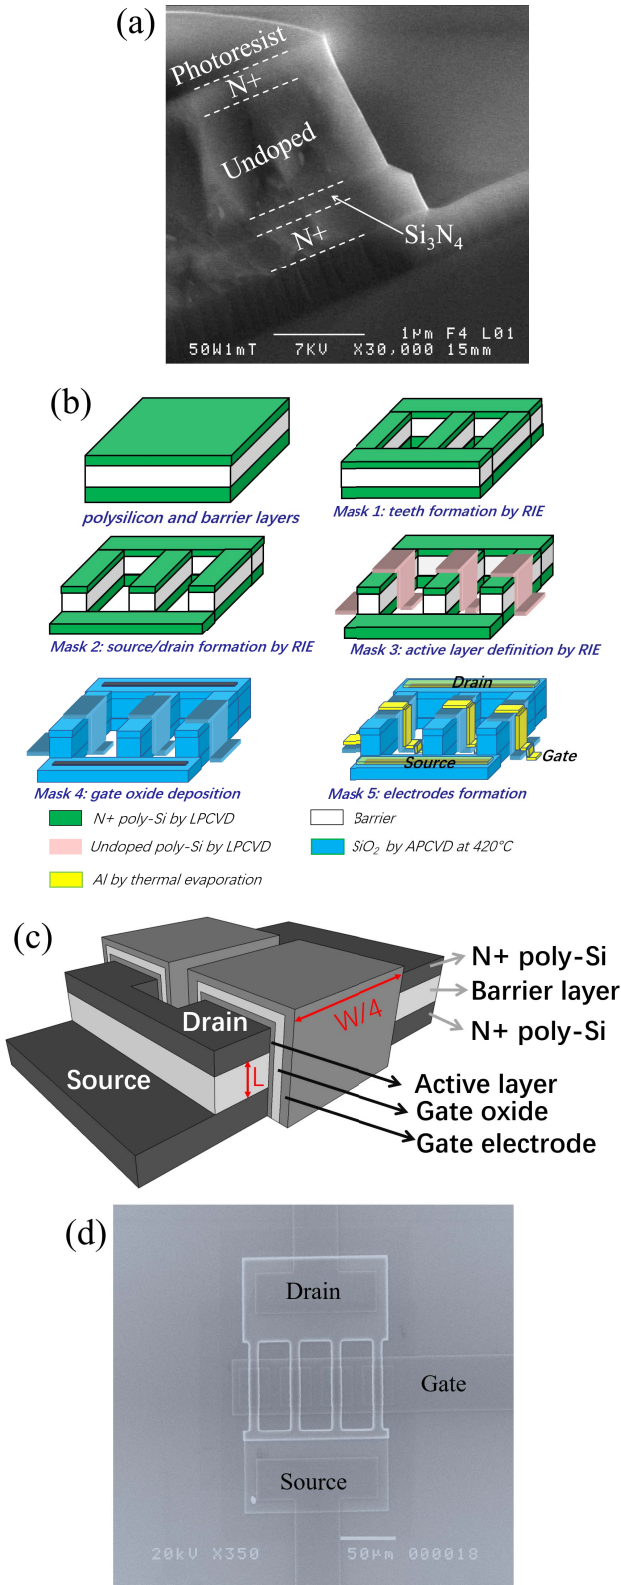 (a)
Photoresist
N+
Undoped
N+
Si₃N₄
1μm F4 L01
50W1mT 7KV X30,000 15mm
(b)
polysilicon and barrier layers
Mask 1: teeth formation by RIE
Mask 2: source/drain formation by RIE
Mask 3: active layer definition by RIE
Drain
Source
Gate
Mask 4: gate oxide deposition
Mask 5: electrodes formation
N+ poly-Si by LPCVD
Barrier
Undoped poly-Si by LPCVD
SiO₂ by APCVD at 420°C
Al by thermal evaporation
(c)
N+ poly-Si
Barrier layer
N+ poly-Si
W/4
Drain
Source
L
Active layer
Gate oxide
Gate electrode
(d)
Drain
Gate
Source
20kV X350 50μm 000018